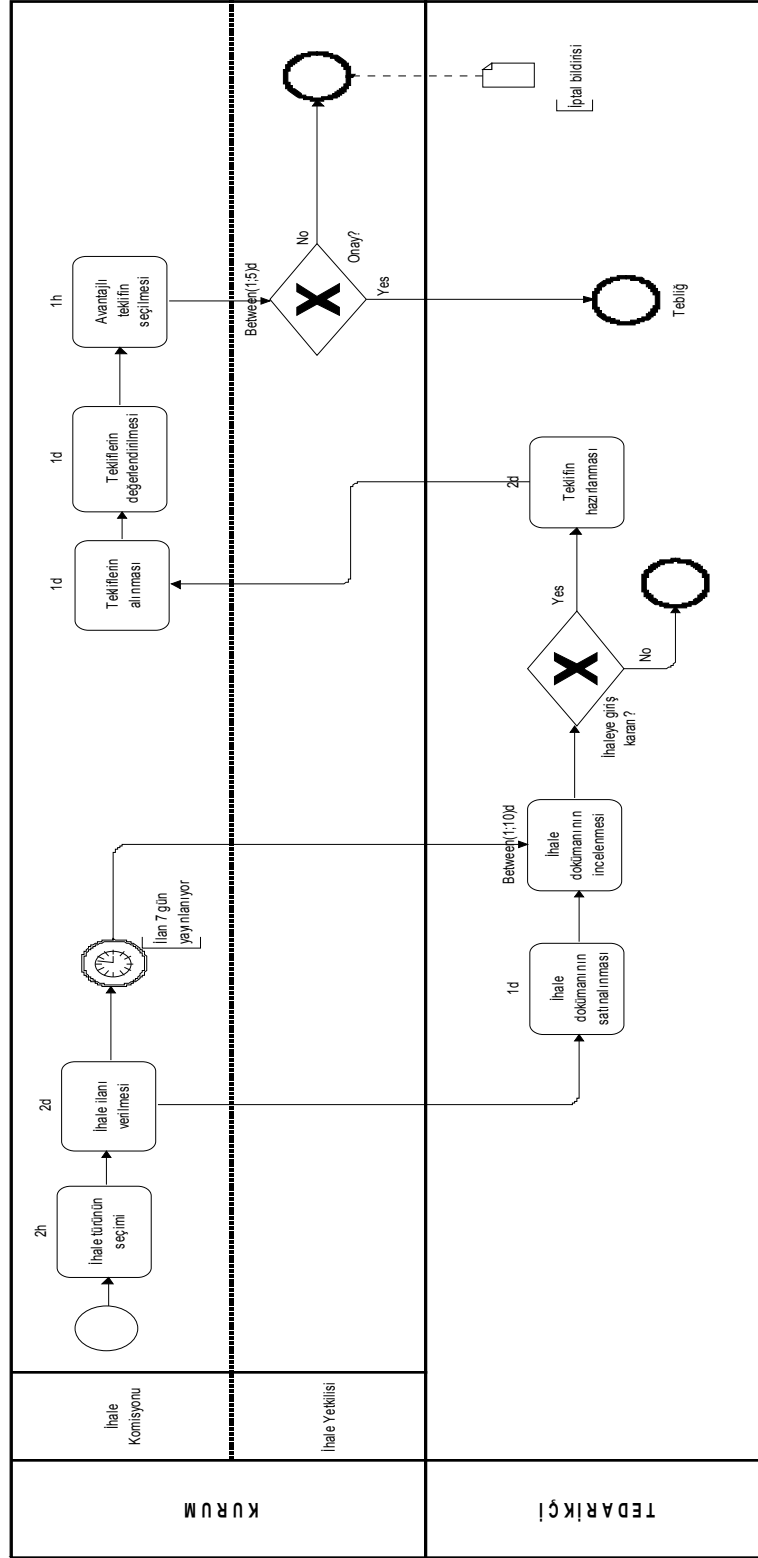 KURUM
İhale
Komisyonu
2h
İhale türünün
seçimi
2d
İhale ilanı
verilmesi
İlan 7 gün
yayınlanıyor
1d
Tekliflerin
alınması
1d
Tekliflerin
değerlendirilmesi
1h
Avantajlı
teklifin
seçilmesi
İhale Yetkilisi
Between(1;5)d
X
Onay?
No
Yes
İptal bildirisi
TEDARİKÇİ
1d
İhale
dokümanının
satınalınması
Between(1;10)d
İhale
dokümanının
incelenmesi
İhaleye giriş
kararı?
X
Yes
No
2d
Teklifin
hazırlanması
Tebliğ